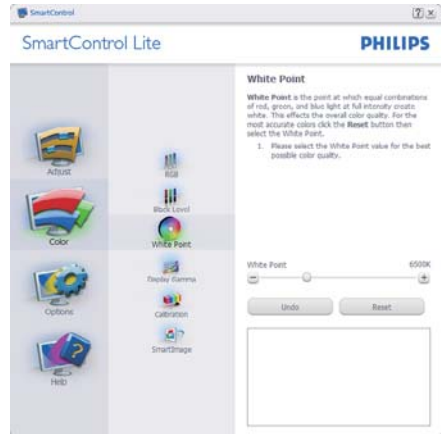 SmartControl
SmartControl Lite
PHILIPS
Adjust
Color
Options
Help
RGB
Black Level
White Point
Display Gamma
Calibration
SmartImage
White Point
White Point is the point at which equal combinations
of red, green, and blue light at full intensity create
white. This effects the overall color quality. For the
most accurate colors click the Reset button then
select the White Point.
1. Please select the White Point value for the best
possible color quality.
White Point 6500K
Undo Reset